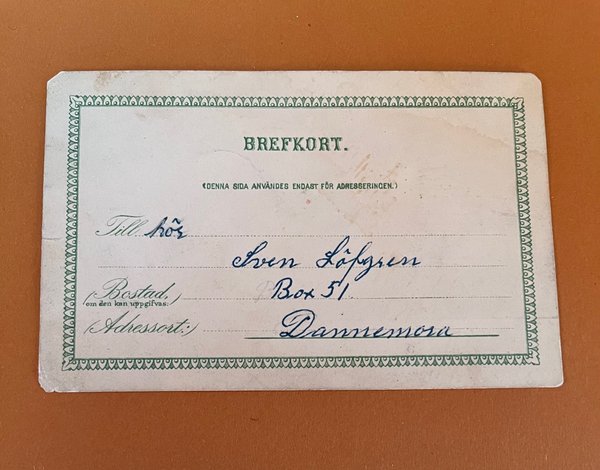 BREFKORT.
(DENNA SIDA ANVÄNDES ENDAST FÖR ADRESSERINGEN.)
Till hör
Sven Löfgren
(Bostad,) Box 51
om den kan uppgifvas:
(Adressort:) Dannemora